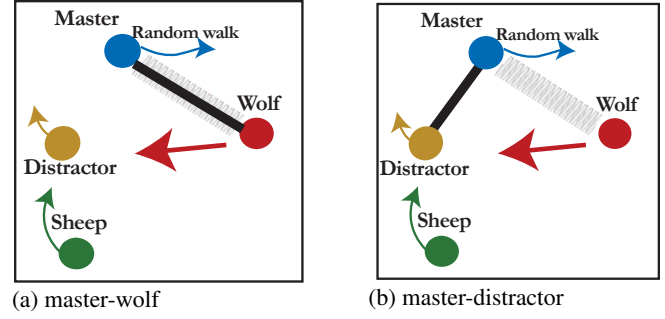 Master
Random walk
Wolf
Distractor
Sheep
(a) master-wolf
Master
Random walk
Wolf
Distractor
Sheep
(b) master-distractor